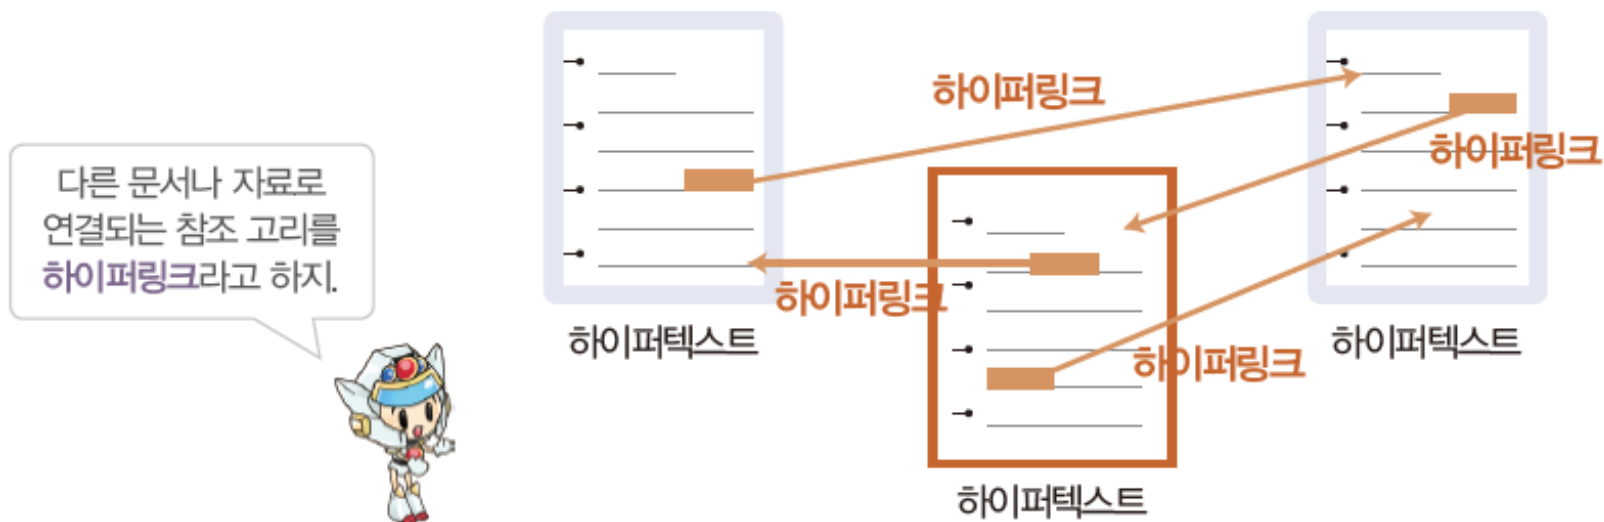 다른 문서나 자료로
연결되는 참조 고리를
하이퍼링크라고 하지.
하이퍼링크
하이퍼링크
하이퍼링크
하이퍼링크
하이퍼텍스트
하이퍼텍스트
하이퍼텍스트